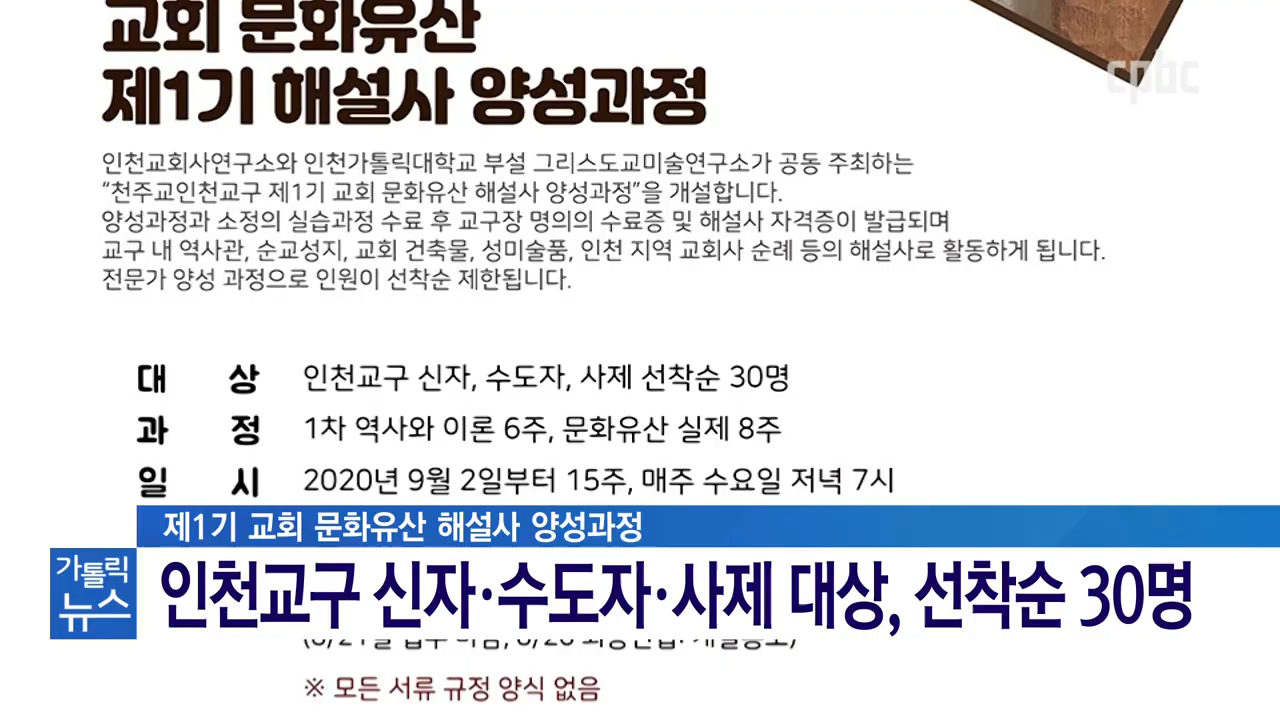 교회 문화유산
제1기 해설사 양성과정
cpbc
인천교회사연구소와 인천가톨릭대학교 부설 그리스도교미술연구소가 공동 주최하는
“천주교인천교구 제1기 교회 문화유산 해설사 양성과정”을 개설합니다.
양성과정과 소정의 실습과정 수료 후 교구장 명의의 수료증 및 해설사 자격증이 발급되며
교구 내 역사관, 순교성지, 교회 건축물, 성미술품, 인천 지역 교회사 순례 등의 해설사로 활동하게 됩니다.
전문가 양성 과정으로 인원이 선착순 제한됩니다.
대 상 인천교구 신자, 수도자, 사제 선착순 30명
과 정 1차 역사와 이론 6주, 문화유산 실제 8주
일 시 2020년 9월 2일부터 15주, 매주 수요일 저녁 7시
제1기 교회 문화유산 해설사 양성과정
가톨릭
뉴스
인천교구 신자·수도자·사제 대상, 선착순 30명
※ 모든 서류 규정 양식 없음